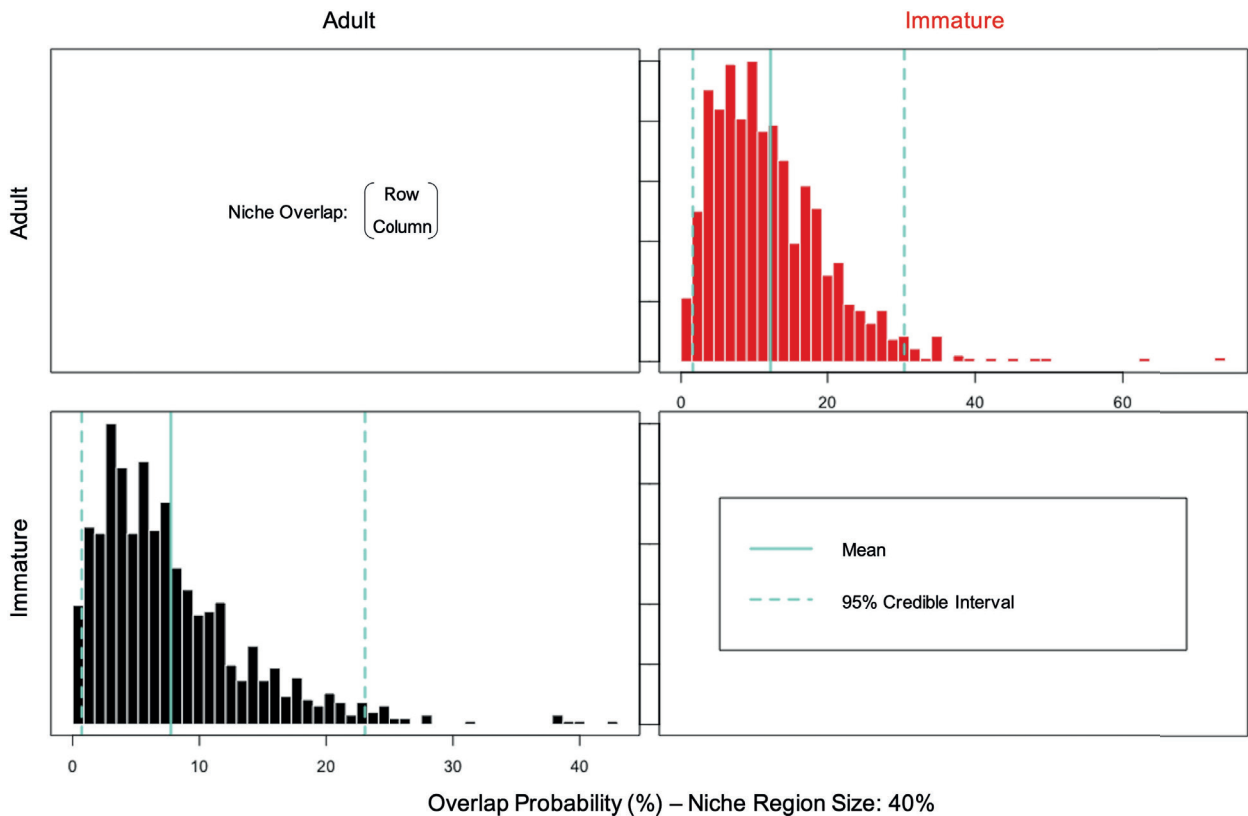 Adult
Immature
Adult
Niche Overlap:
Row
Column
0 20 40 60
Immature
Mean
95% Credible Interval
0 10 20 30 40
Overlap Probability (%) – Niche Region Size: 40%